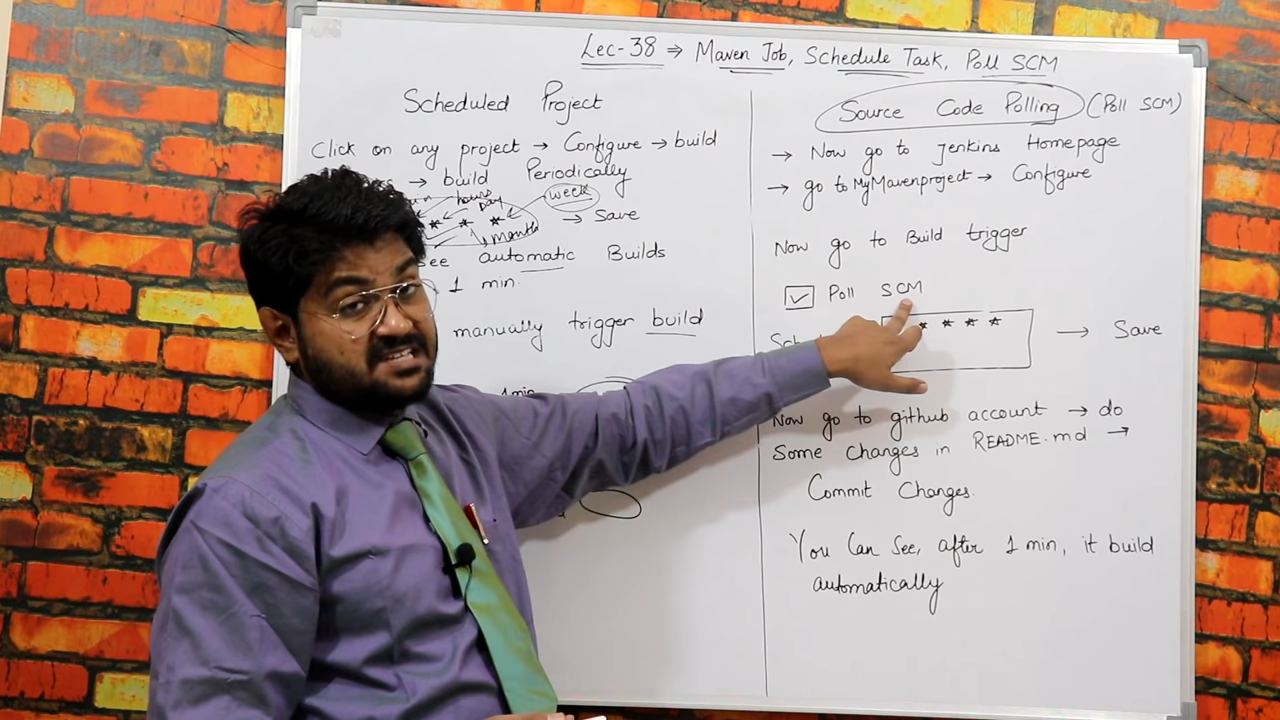 Lec-38 ⇒ Maven Job, Schedule Task, Poll SCM
Scheduled Project
Click on any project → Configure → build
→ build Periodically
hours Day week
* * *
month
→ Save
See automatic Builds
1 min.
manually trigger build
1 min
Source Code Polling (Poll SCM)
→ Now go to Jenkins Homepage
→ go to MyMavenproject → Configure
Now go to Build trigger
☑ Poll SCM
* * * * → Save
Now go to github account → do
Some Changes in README.md →
Commit Changes.
You Can See, after 1 min, it build
automatically